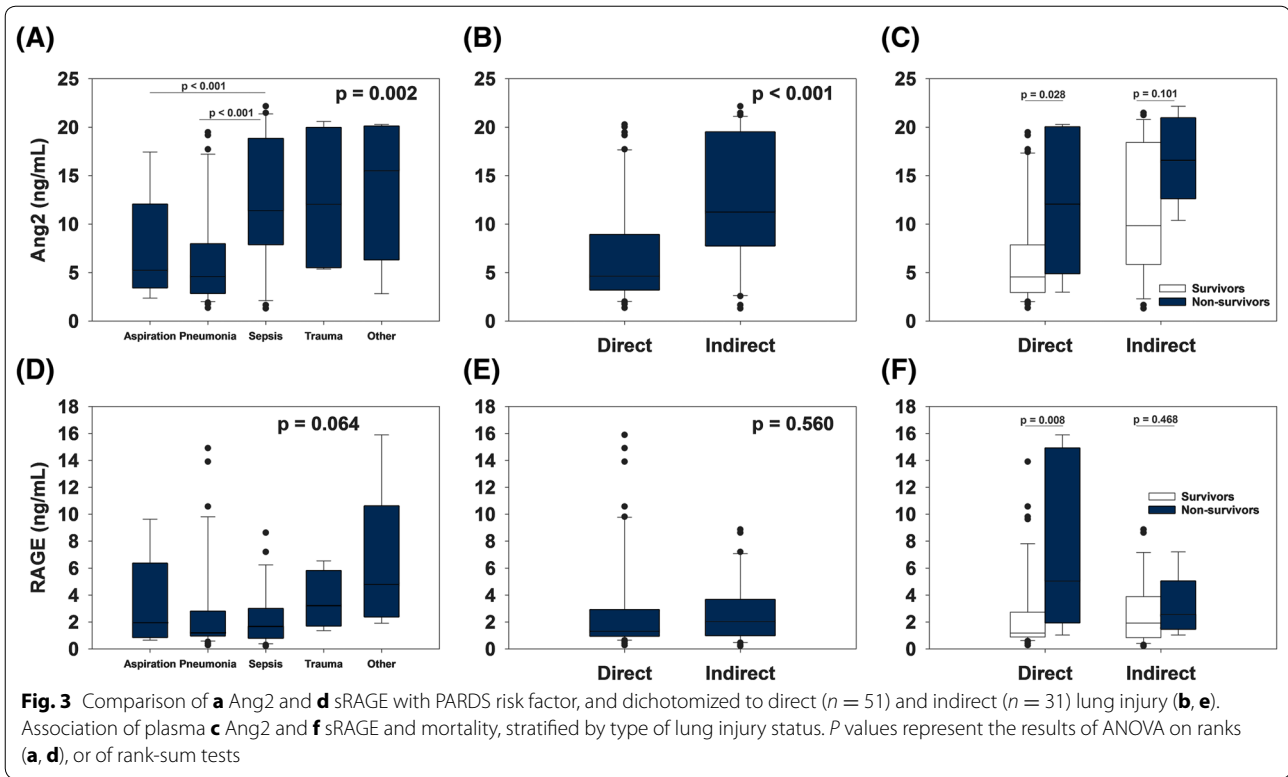 (A)
(B)
(C)
25
20
15
10
5
0
Ang2 (ng/mL)
p < 0.001
p < 0.001
p = 0.002
Aspiration Pneumonia Sepsis Trauma Other
25
20
15
10
5
0
p < 0.001
Direct Indirect
25
20
15
10
5
0
p = 0.028
p = 0.101
Survivors
Non-survivors
Direct Indirect
(D)
(E)
(F)
18
16
14
12
10
8
6
4
2
0
RAGE (ng/mL)
p = 0.064
Aspiration Pneumonia Sepsis Trauma Other
18
16
14
12
10
8
6
4
2
0
p = 0.560
Direct Indirect
18
16
14
12
10
8
6
4
2
0
p = 0.008
p = 0.468
Survivors
Non-survivors
Direct Indirect
Fig. 3 Comparison of a Ang2 and d sRAGE with PARDS risk factor, and dichotomized to direct (n = 51) and indirect (n = 31) lung injury (b, e).
Association of plasma c Ang2 and f sRAGE and mortality, stratified by type of lung injury status. P values represent the results of ANOVA on ranks
(a, d), or of rank-sum tests